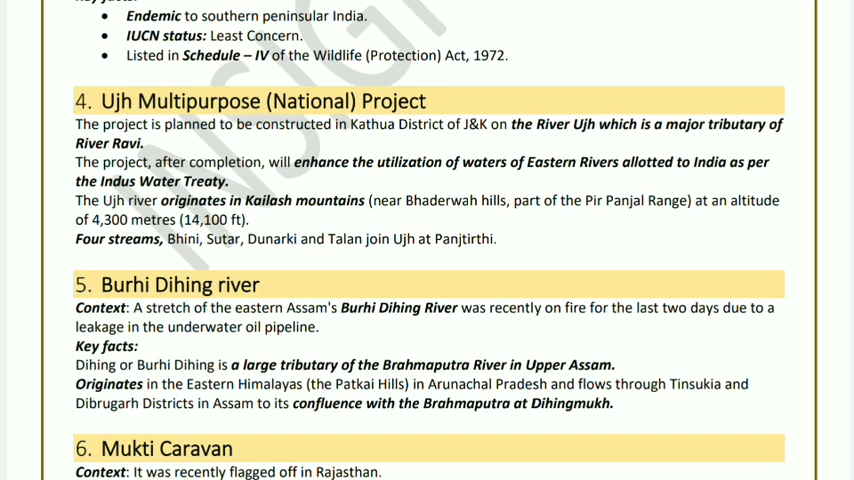 • Endemic to southern peninsular India.
• IUCN status: Least Concern.
• Listed in Schedule – IV of the Wildlife (Protection) Act, 1972.
4. Ujh Multipurpose (National) Project
The project is planned to be constructed in Kathua District of J&K on the River Ujh which is a major tributary of
River Ravi.
The project, after completion, will enhance the utilization of waters of Eastern Rivers allotted to India as per
the Indus Water Treaty.
The Ujh river originates in Kailash mountains (near Bhaderwah hills, part of the Pir Panjal Range) at an altitude
of 4,300 metres (14,100 ft).
Four streams, Bhini, Sutar, Dunarki and Talan join Ujh at Panjtirthi.
5. Burhi Dihing river
Context: A stretch of the eastern Assam's Burhi Dihing River was recently on fire for the last two days due to a
leakage in the underwater oil pipeline.
Key facts:
Dihing or Burhi Dihing is a large tributary of the Brahmaputra River in Upper Assam.
Originates in the Eastern Himalayas (the Patkai Hills) in Arunachal Pradesh and flows through Tinsukia and
Dibrugarh Districts in Assam to its confluence with the Brahmaputra at Dihingmukh.
6. Mukti Caravan
Context: It was recently flagged off in Rajasthan.